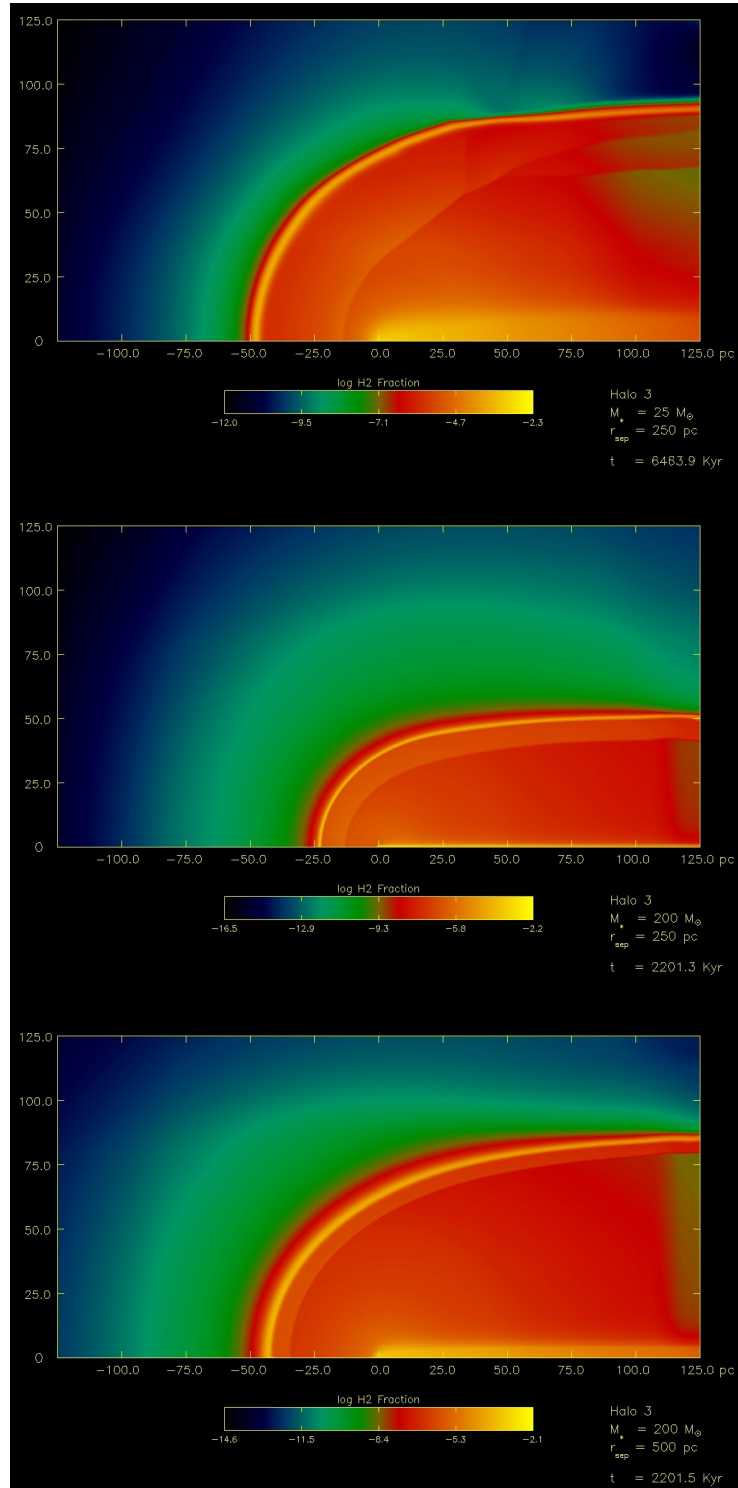 125.0
100.0
75.0
50.0
25.0
0
−100.0 −75.0 −50.0 −25.0 0.0 25.0 50.0 75.0 100.0 125.0 pc
log H2 Fraction
−12.0 −9.5 −7.1 −4.7 −2.3
Halo 3
M* = 25 M⊙
r_sep = 250 pc
t = 6463.9 Kyr
125.0
100.0
75.0
50.0
25.0
0
−100.0 −75.0 −50.0 −25.0 0.0 25.0 50.0 75.0 100.0 125.0 pc
log H2 Fraction
−16.5 −12.9 −9.3 −5.8 −2.2
Halo 3
M* = 200 M⊙
r_sep = 250 pc
t = 2201.3 Kyr
125.0
100.0
75.0
50.0
25.0
0
−100.0 −75.0 −50.0 −25.0 0.0 25.0 50.0 75.0 100.0 125.0 pc
log H2 Fraction
−14.6 −11.5 −8.4 −5.3 −2.1
Halo 3
M* = 200 M⊙
r_sep = 500 pc
t = 2201.5 Kyr